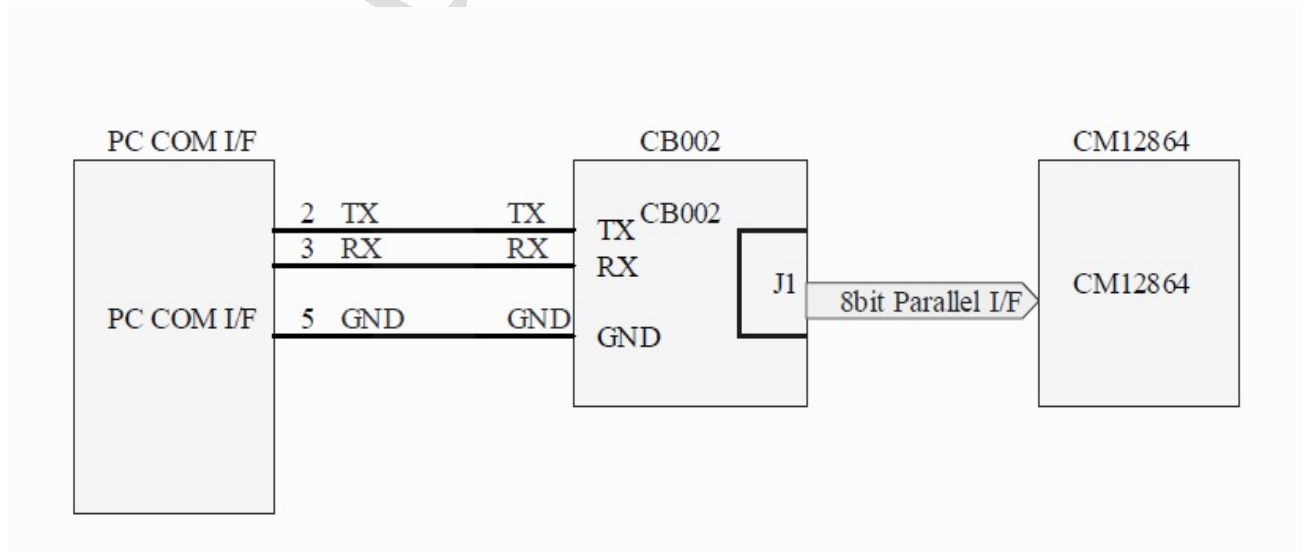 PC COM I/F
CB002
CM12864
2 TX TX TX CB002
3 RX RX RX
J1
8bit Parallel I/F
CM12864
PC COM I/F 5 GND GND GND